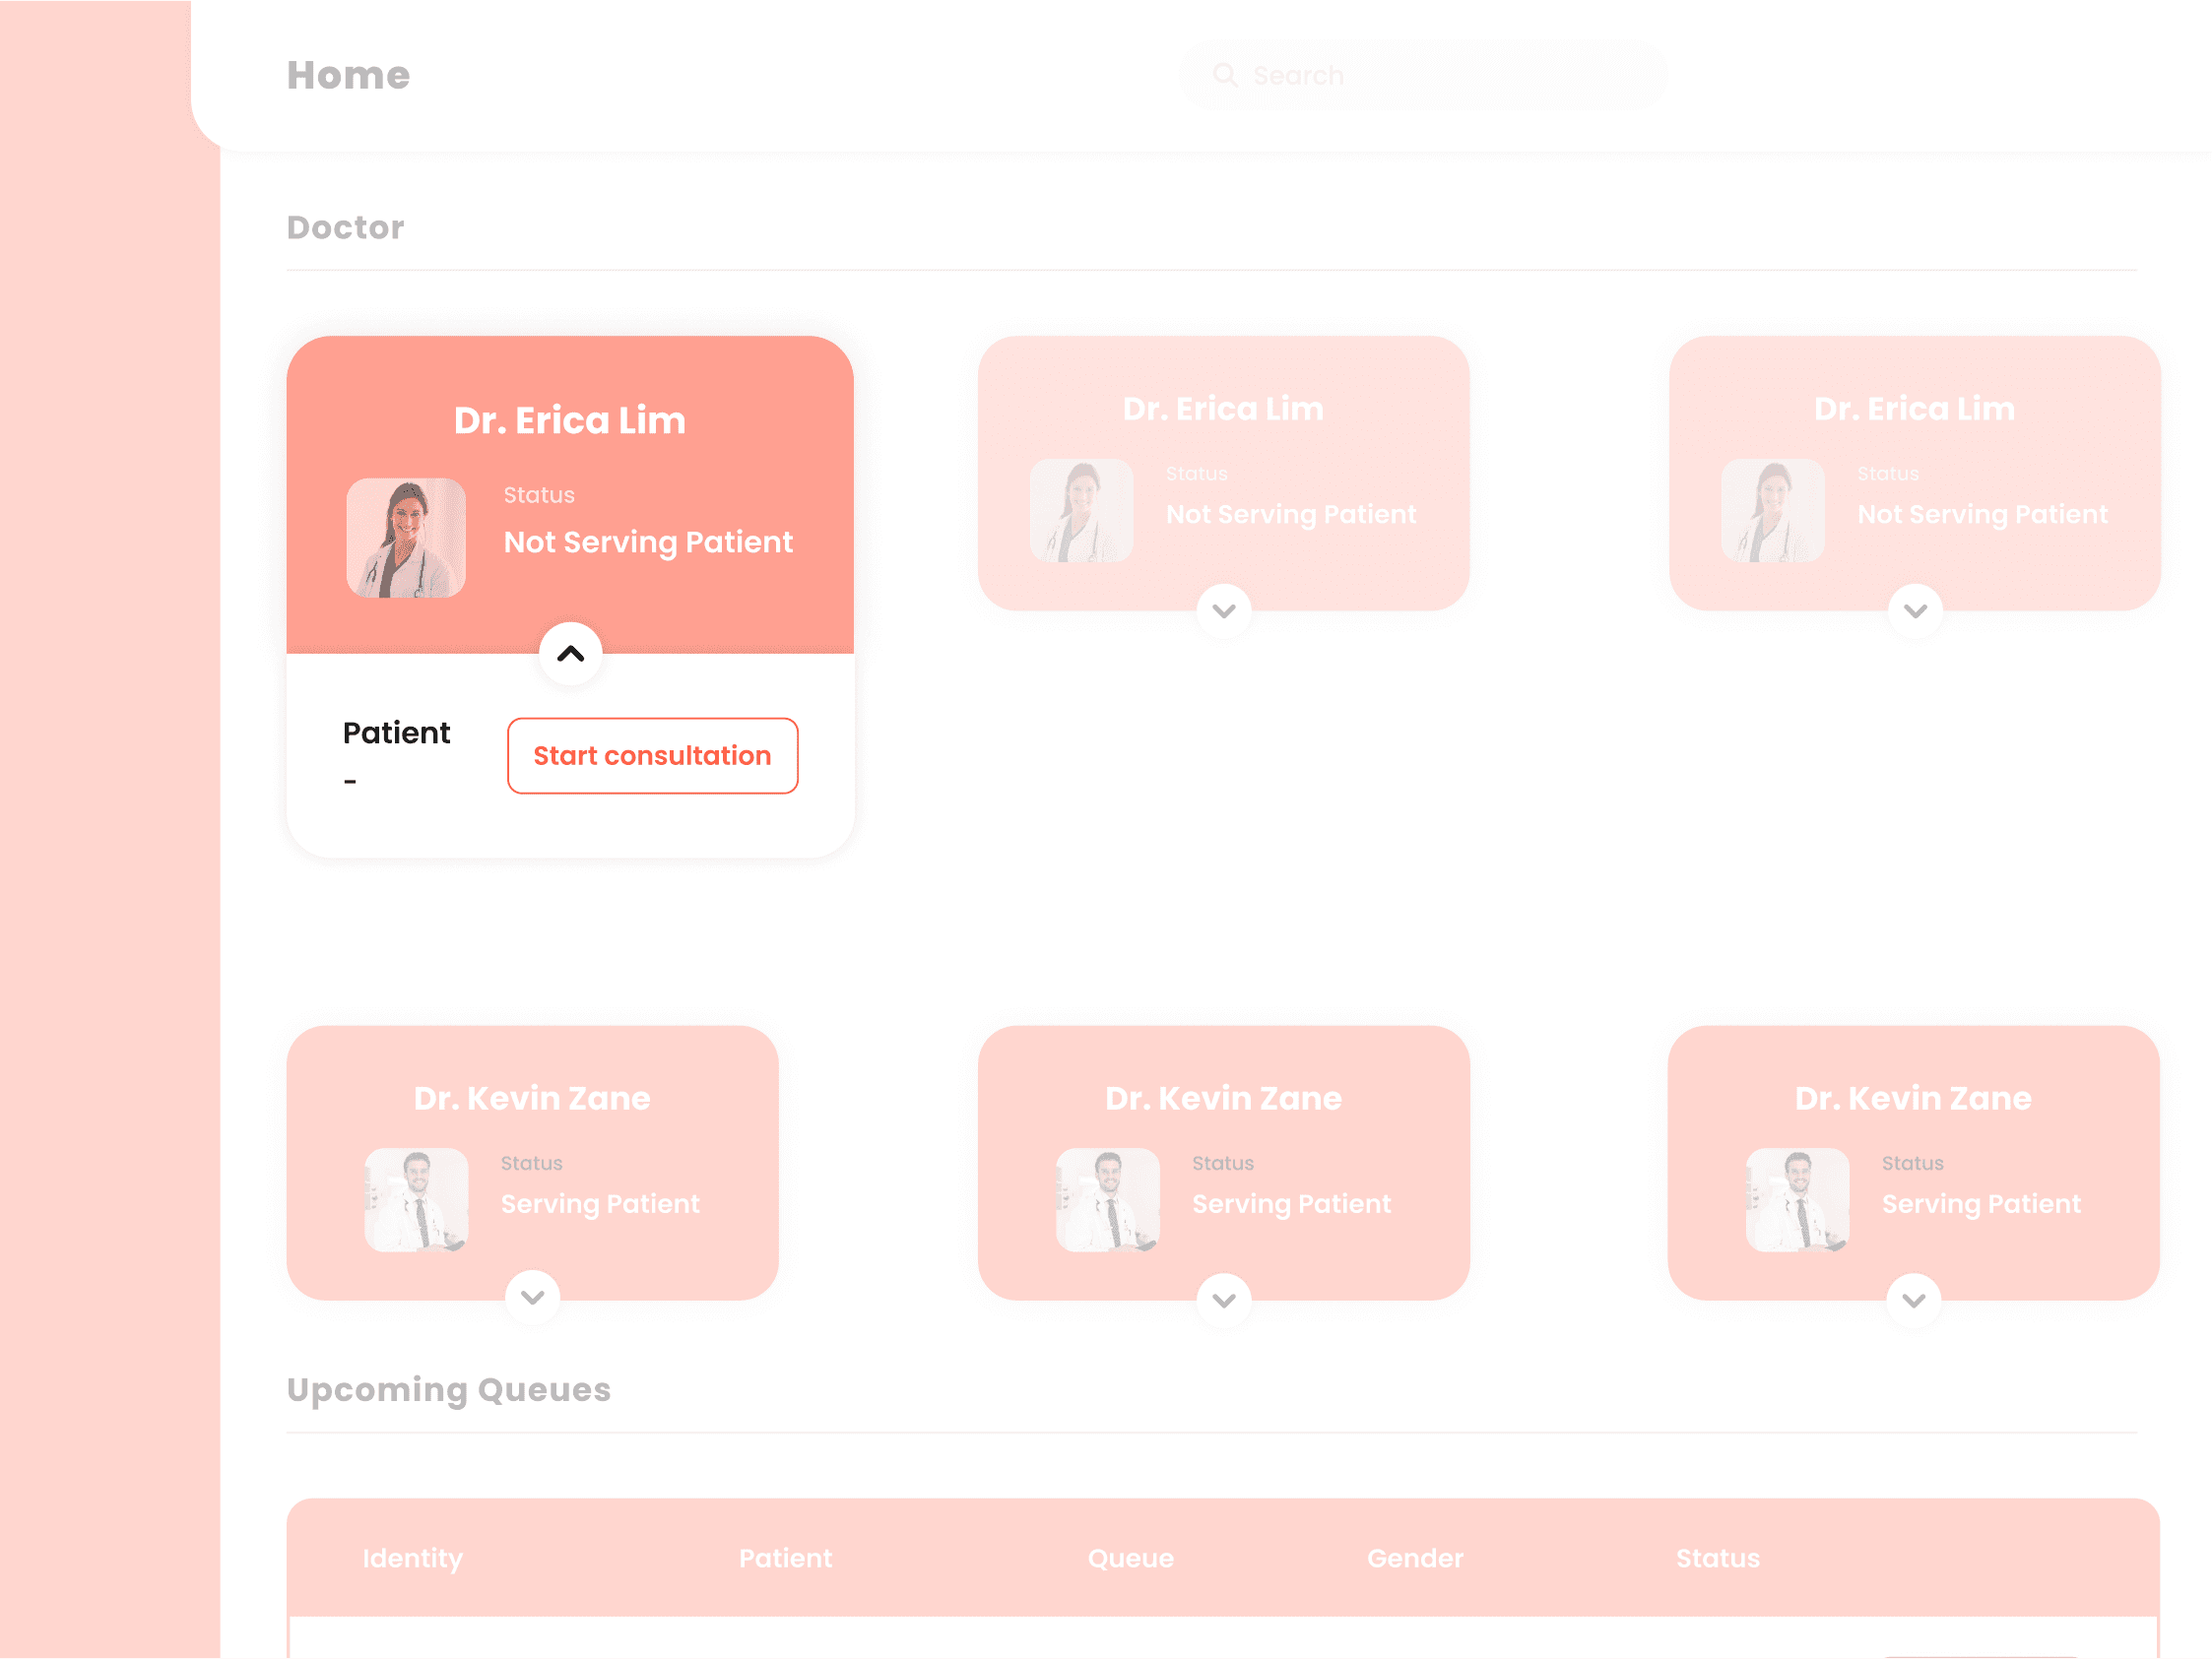 Home
Search
Doctor
Dr. Erica Lim
Status
Not Serving Patient
Patient
-
Start consultation
Dr. Erica Lim
Status
Not Serving Patient
Dr. Erica Lim
Status
Not Serving Patient
Dr. Kevin Zane
Status
Serving Patient
Dr. Kevin Zane
Status
Serving Patient
Dr. Kevin Zane
Status
Serving Patient
Upcoming Queues
Identity Patient Queue Gender Status